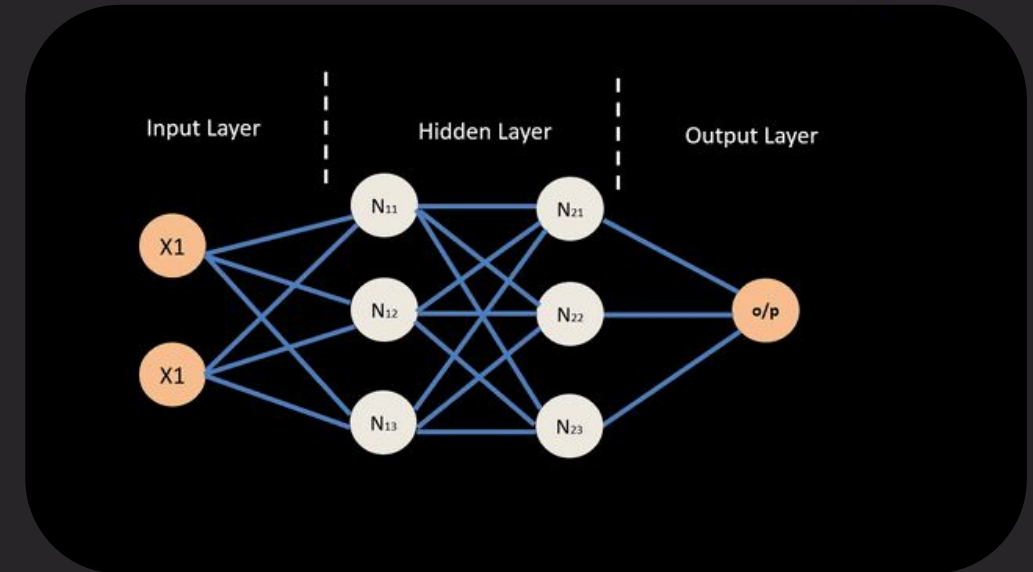 Input Layer
Hidden Layer
Output Layer
N₁₁
N₂₁
X1
N₁₂
N₂₂
o/p
X1
N₁₃
N₂₃